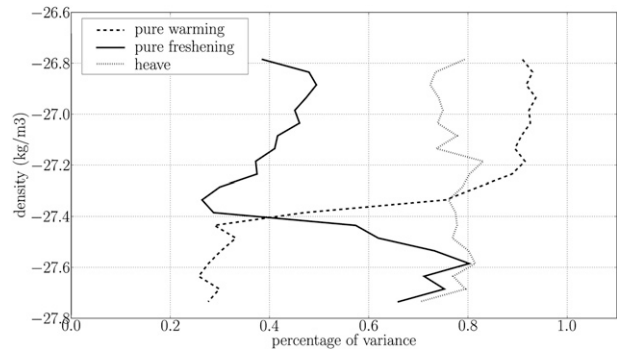 pure warming
pure freshening
heave
−26.6
−26.8
−27.0
−27.2
−27.4
−27.6
−27.8
density (kg/m3)
0.0 0.2 0.4 0.6 0.8 1.0
percentage of variance